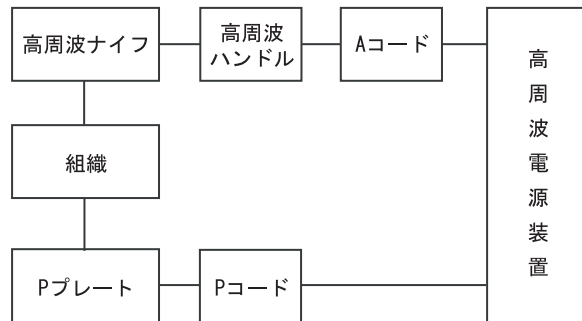 高周波ナイフ
高周波
ハンドル
Aコード
高周波電源装置
組織
Pプレート
Pコード